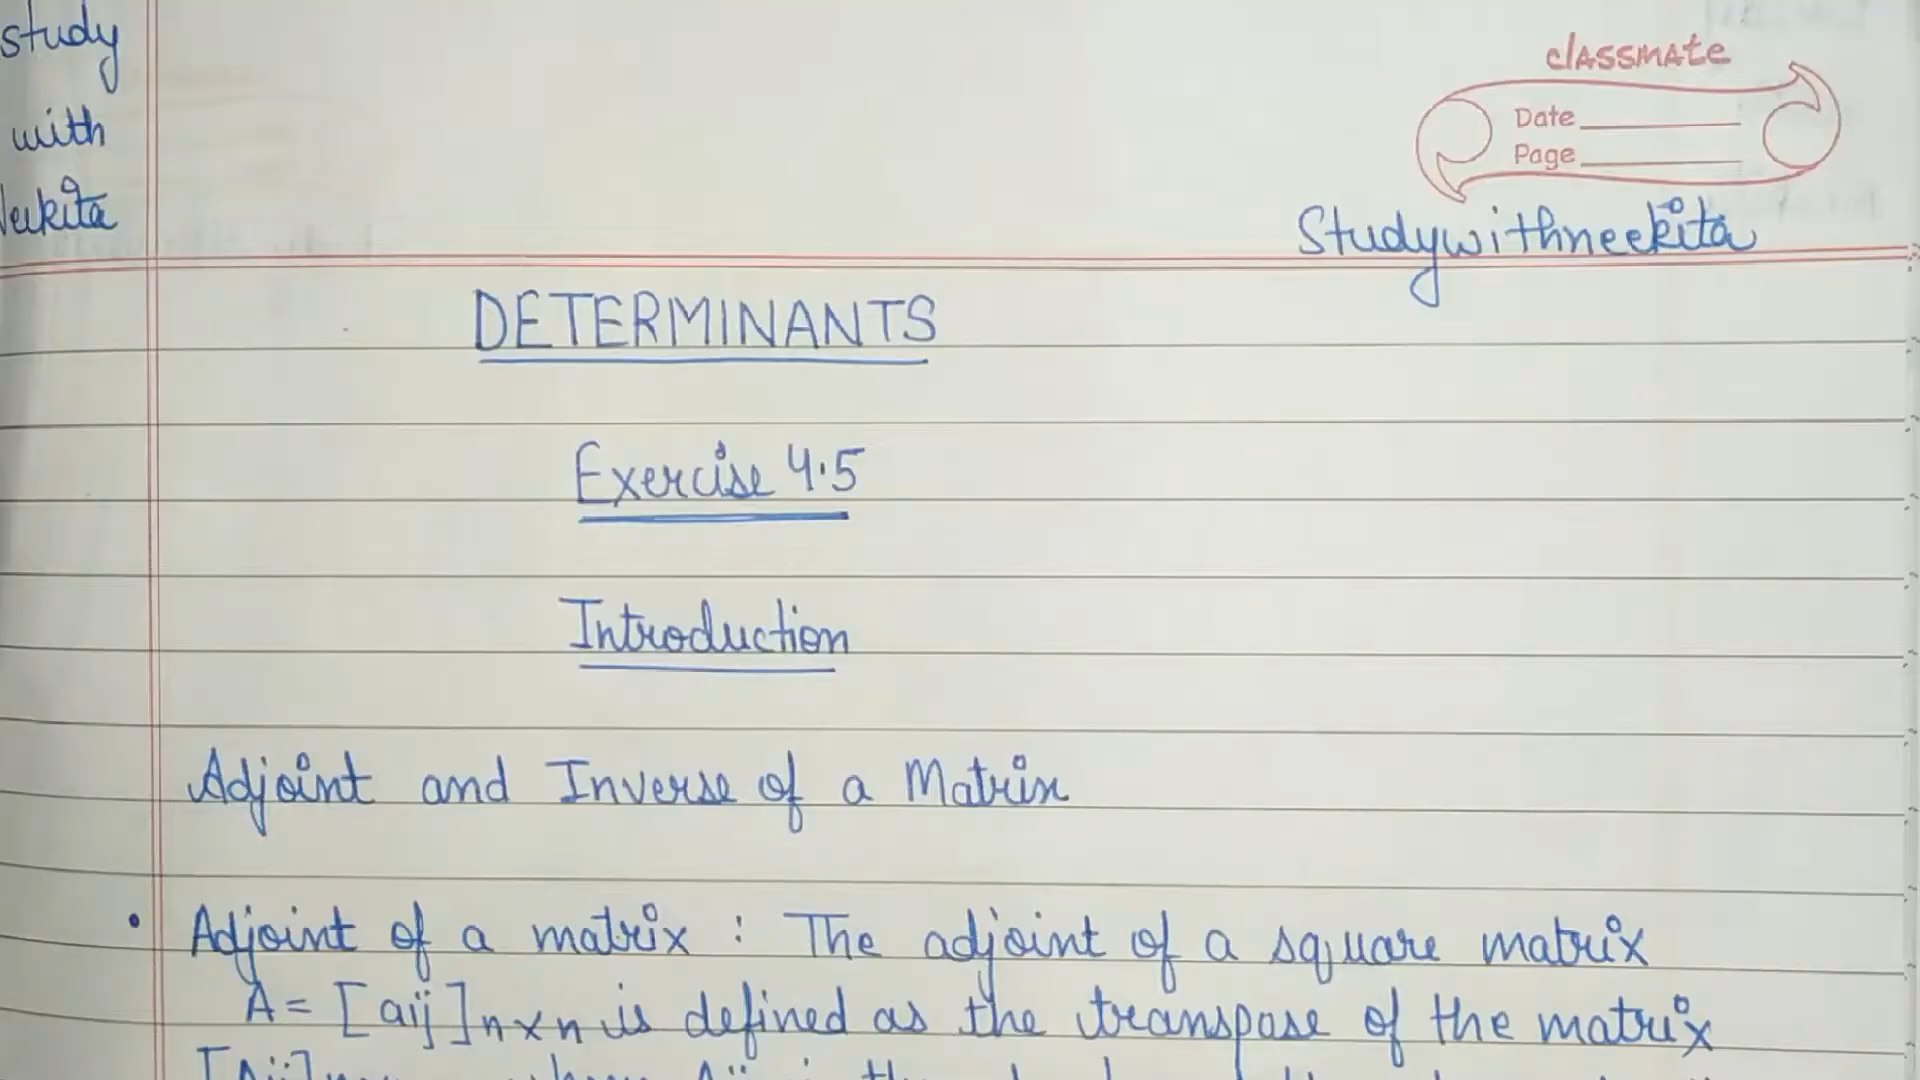 study
with
classmate
Date
Page
Studywithneekita
DETERMINANTS
Exercise 4.5
Introduction
Adjoint and Inverse of a Matrix
• Adjoint of a matrix : The adjoint of a square matrix
A = [aij]n×n is defined as the transpose of the matrix